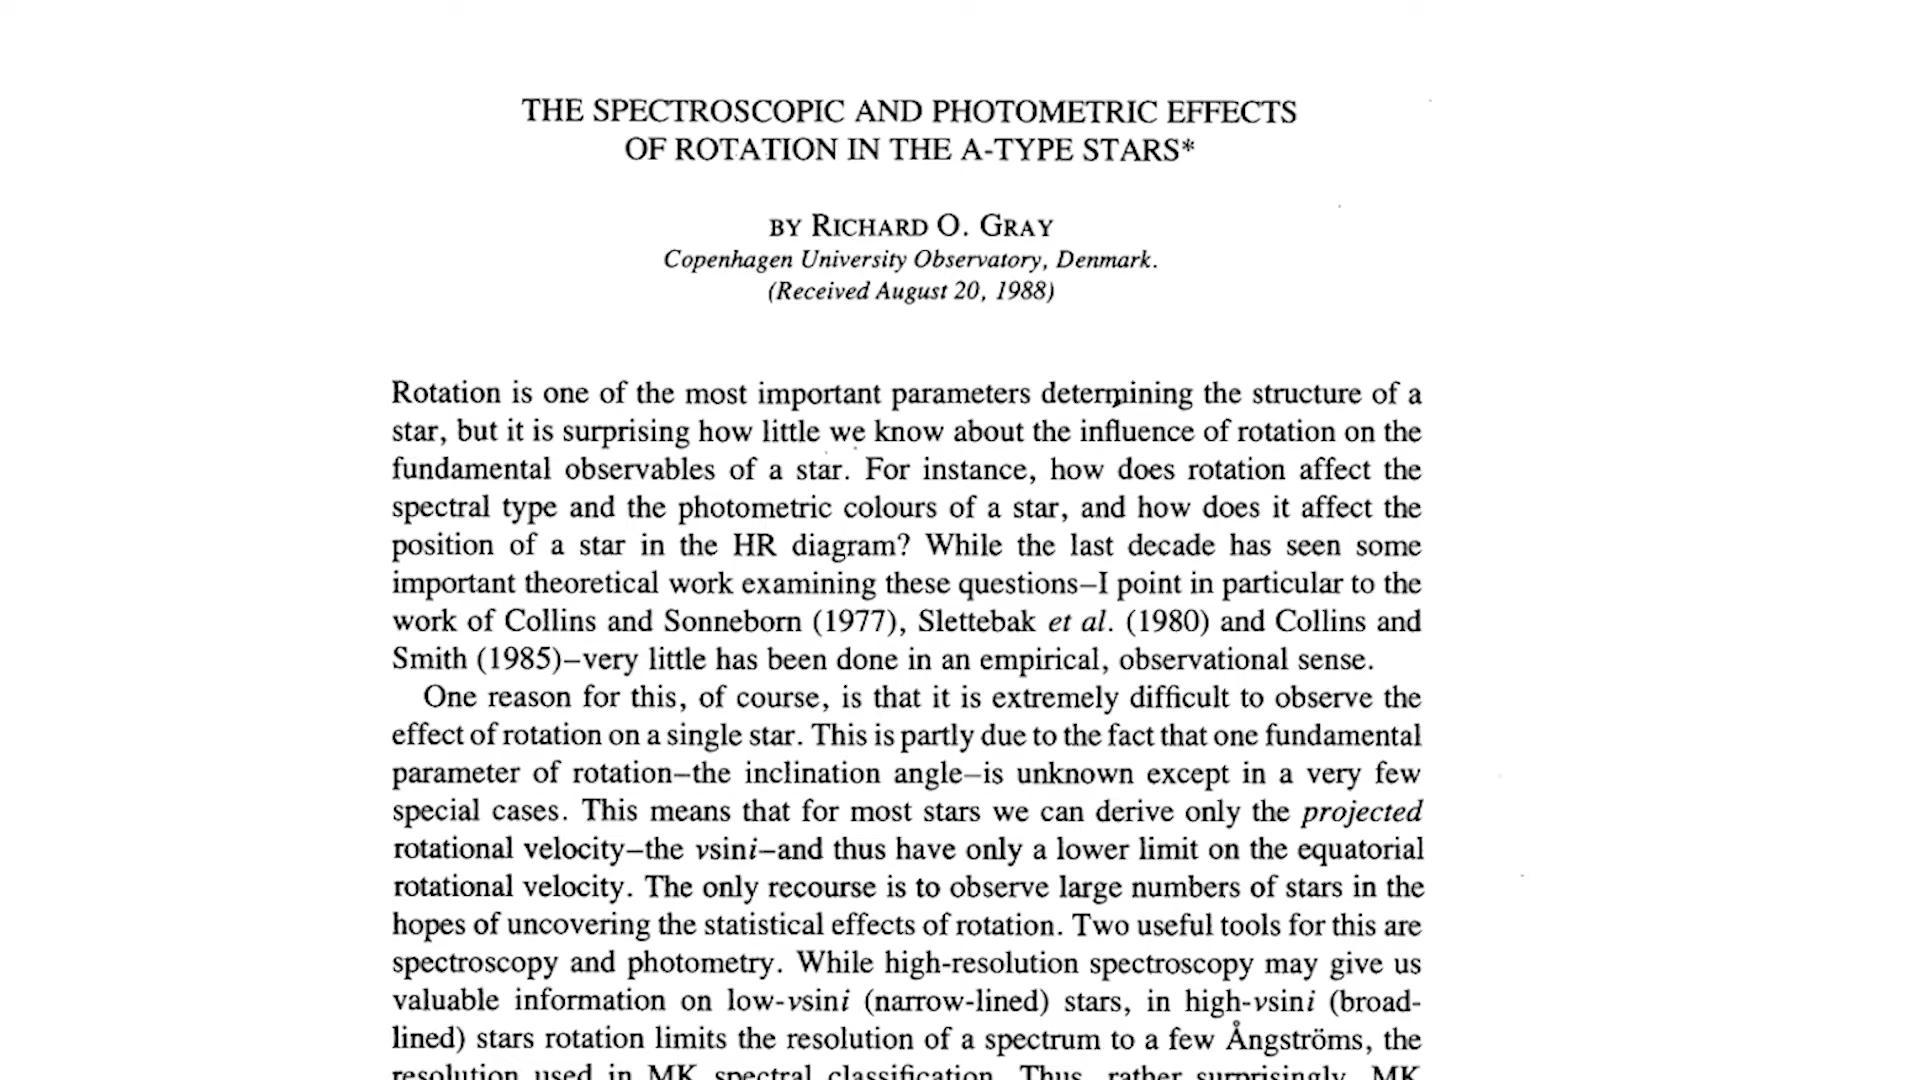 THE SPECTROSCOPIC AND PHOTOMETRIC EFFECTS
OF ROTATION IN THE A-TYPE STARS*
BY RICHARD O. GRAY
Copenhagen University Observatory, Denmark.
(Received August 20, 1988)
Rotation is one of the most important parameters determining the structure of a
star, but it is surprising how little we know about the influence of rotation on the
fundamental observables of a star. For instance, how does rotation affect the
spectral type and the photometric colours of a star, and how does it affect the
position of a star in the HR diagram? While the last decade has seen some
important theoretical work examining these questions–I point in particular to the
work of Collins and Sonneborn (1977), Slettebak et al. (1980) and Collins and
Smith (1985)–very little has been done in an empirical, observational sense.
One reason for this, of course, is that it is extremely difficult to observe the
effect of rotation on a single star. This is partly due to the fact that one fundamental
parameter of rotation–the inclination angle–is unknown except in a very few
special cases. This means that for most stars we can derive only the projected
rotational velocity–the vsini–and thus have only a lower limit on the equatorial
rotational velocity. The only recourse is to observe large numbers of stars in the
hopes of uncovering the statistical effects of rotation. Two useful tools for this are
spectroscopy and photometry. While high-resolution spectroscopy may give us
valuable information on low-vsini (narrow-lined) stars, in high-vsini (broad-
lined) stars rotation limits the resolution of a spectrum to a few Ångströms, the
resolution used in MK spectral classification. Thus, rather surprisingly, MK